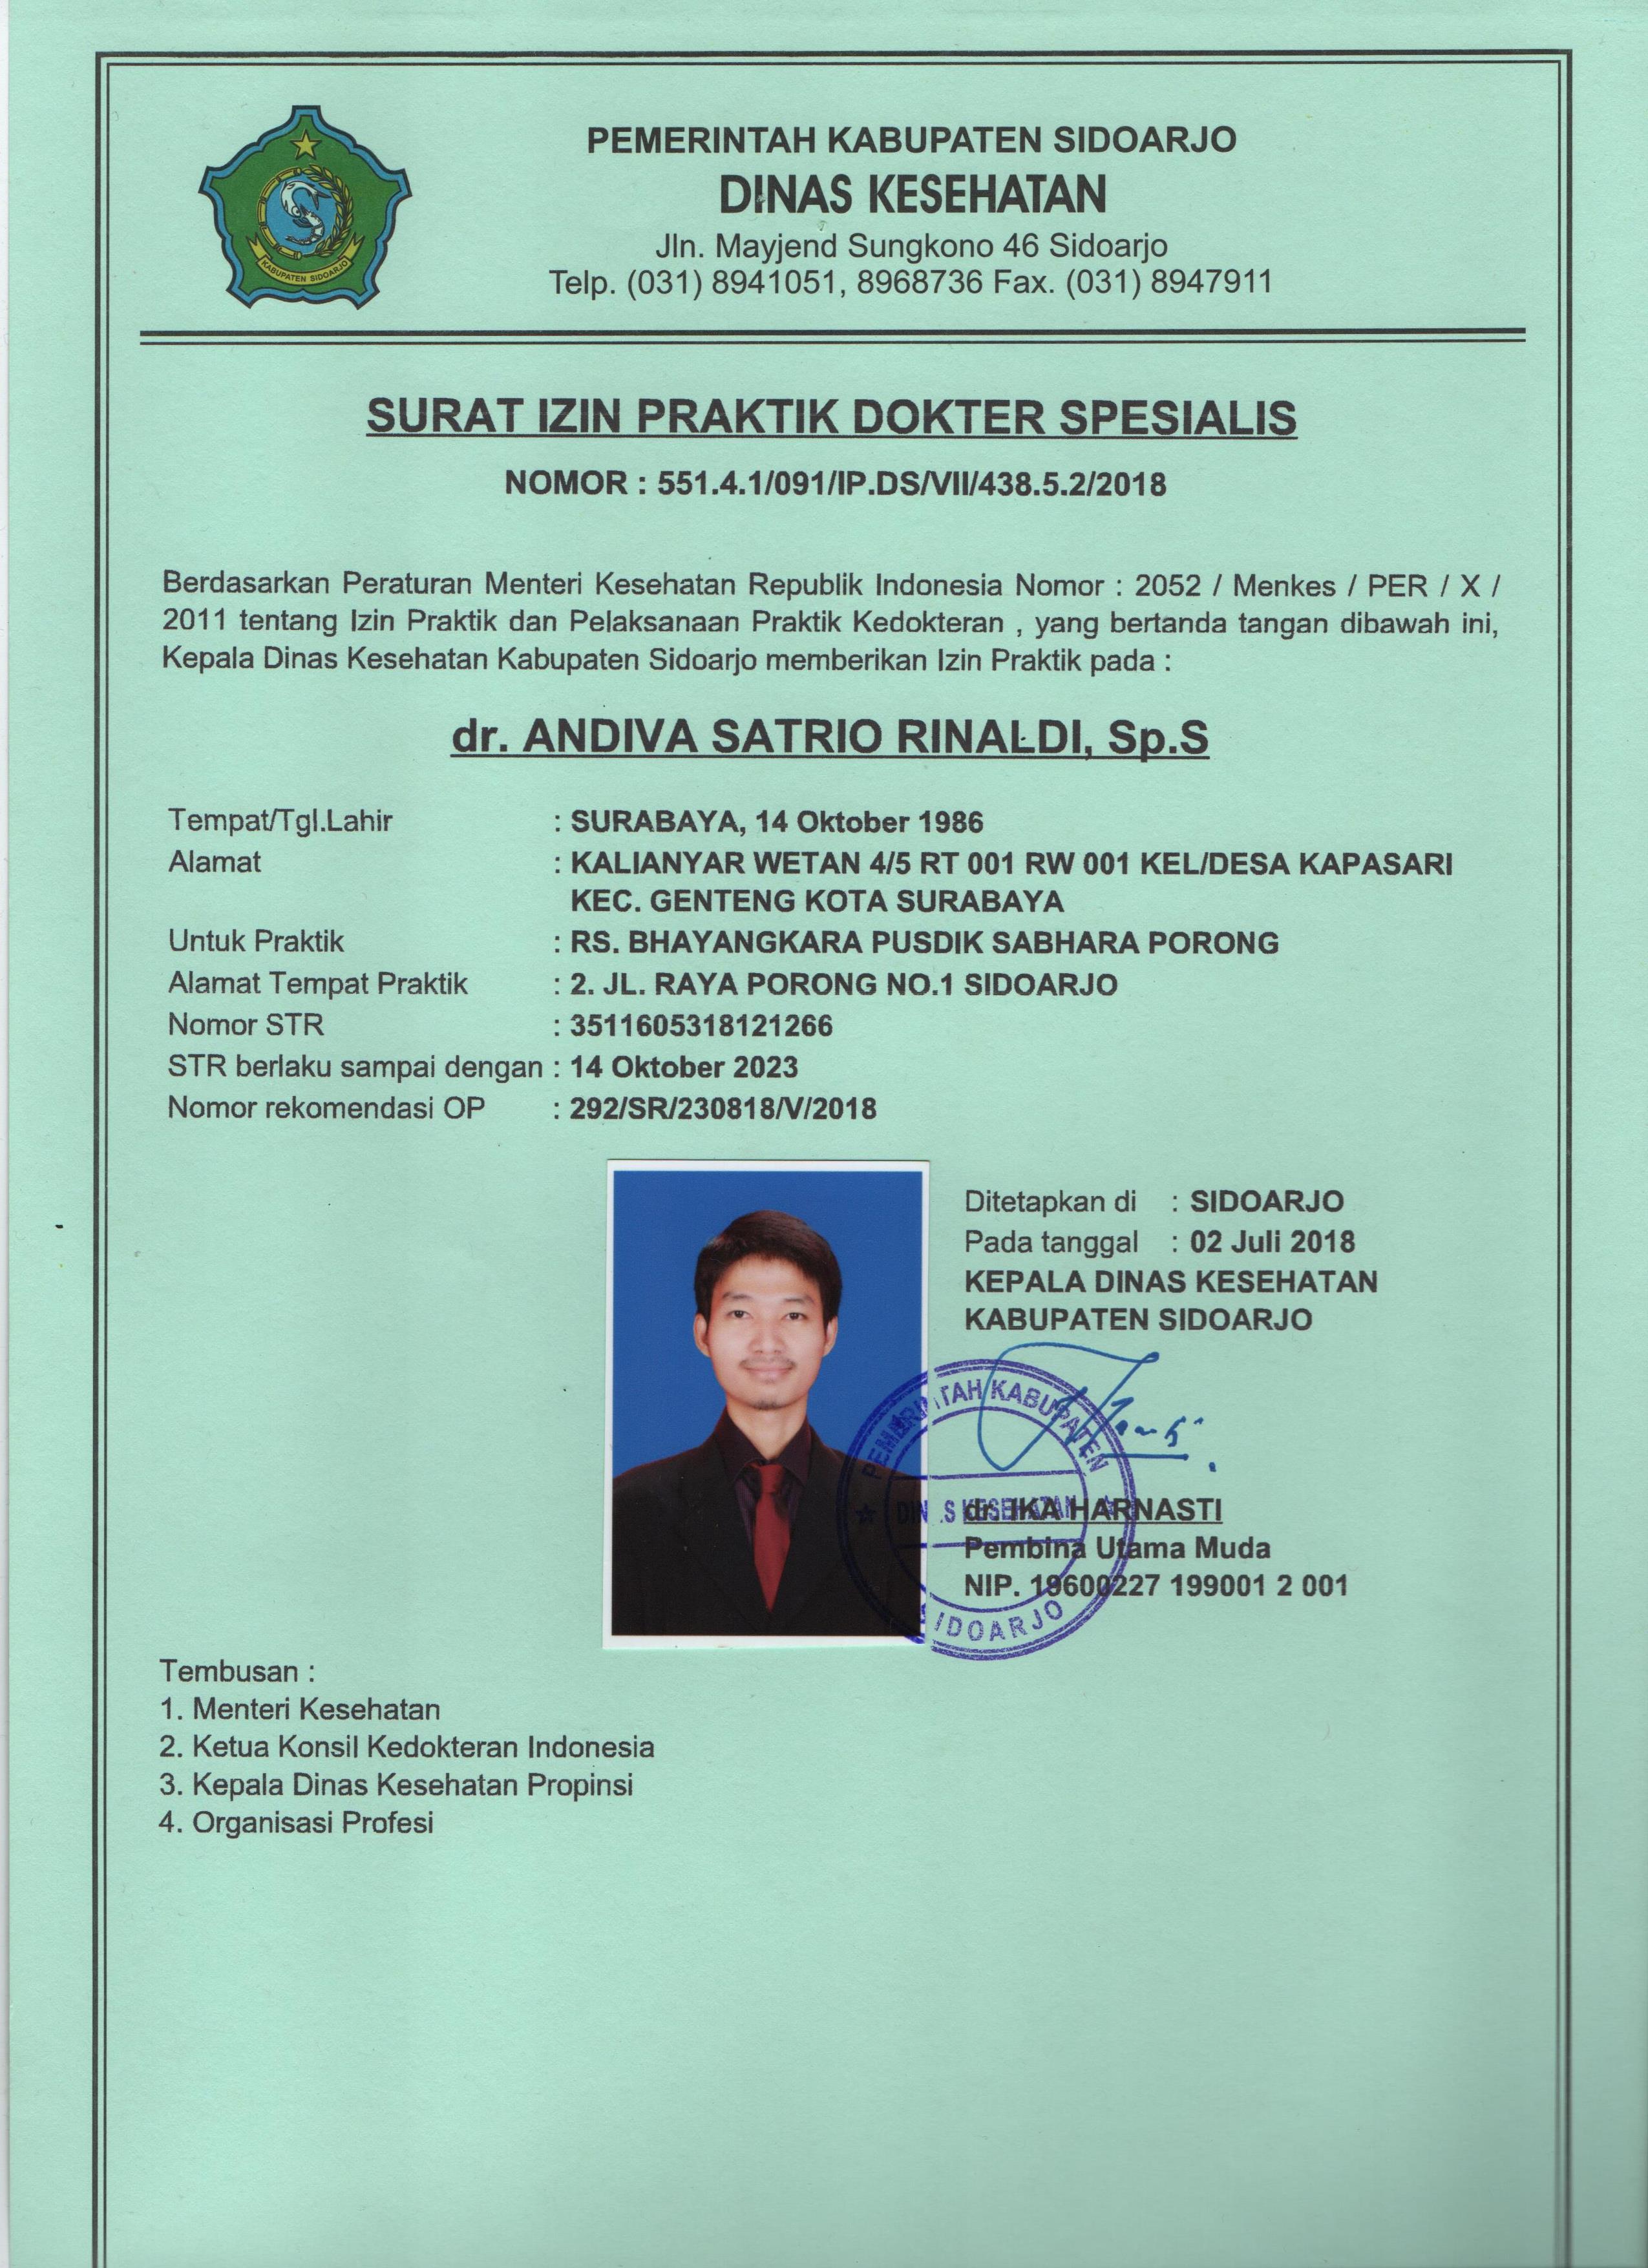 PEMERINTAH KABUPATEN SIDOARJO
DINAS KESEHATAN
Jln. Mayjend Sungkono 46 Sidoarjo
Telp. (031) 8941051, 8968736 Fax. (031) 8947911
KABUPATEN SIDOARJO
SURAT IZIN PRAKTIK DOKTER SPESIALIS
NOMOR : 551.4.1/091/IP.DS/VII/438.5.2/2018
Berdasarkan Peraturan Menteri Kesehatan Republik Indonesia Nomor : 2052 / Menkes / PER / X /
2011 tentang Izin Praktik dan Pelaksanaan Praktik Kedokteran , yang bertanda tangan dibawah ini,
Kepala Dinas Kesehatan Kabupaten Sidoarjo memberikan Izin Praktik pada :
dr. ANDIVA SATRIO RINALDI, Sp.S
Tempat/Tgl.Lahir : SURABAYA, 14 Oktober 1986
Alamat : KALIANYAR WETAN 4/5 RT 001 RW 001 KEL/DESA KAPASARI
KEC. GENTENG KOTA SURABAYA
Untuk Praktik : RS. BHAYANGKARA PUSDIK SABHARA PORONG
Alamat Tempat Praktik : 2. JL. RAYA PORONG NO.1 SIDOARJO
Nomor STR : 3511605318121266
STR berlaku sampai dengan : 14 Oktober 2023
Nomor rekomendasi OP : 292/SR/230818/V/2018
Ditetapkan di : SIDOARJO
Pada tanggal : 02 Juli 2018
KEPALA DINAS KESEHATAN
KABUPATEN SIDOARJO
KABUPATEN
dr. IKA HARNASTI
Pembina Utama Muda
NIP. 19600227 199001 2 001
Tembusan :
1. Menteri Kesehatan
2. Ketua Konsil Kedokteran Indonesia
3. Kepala Dinas Kesehatan Propinsi
4. Organisasi Profesi